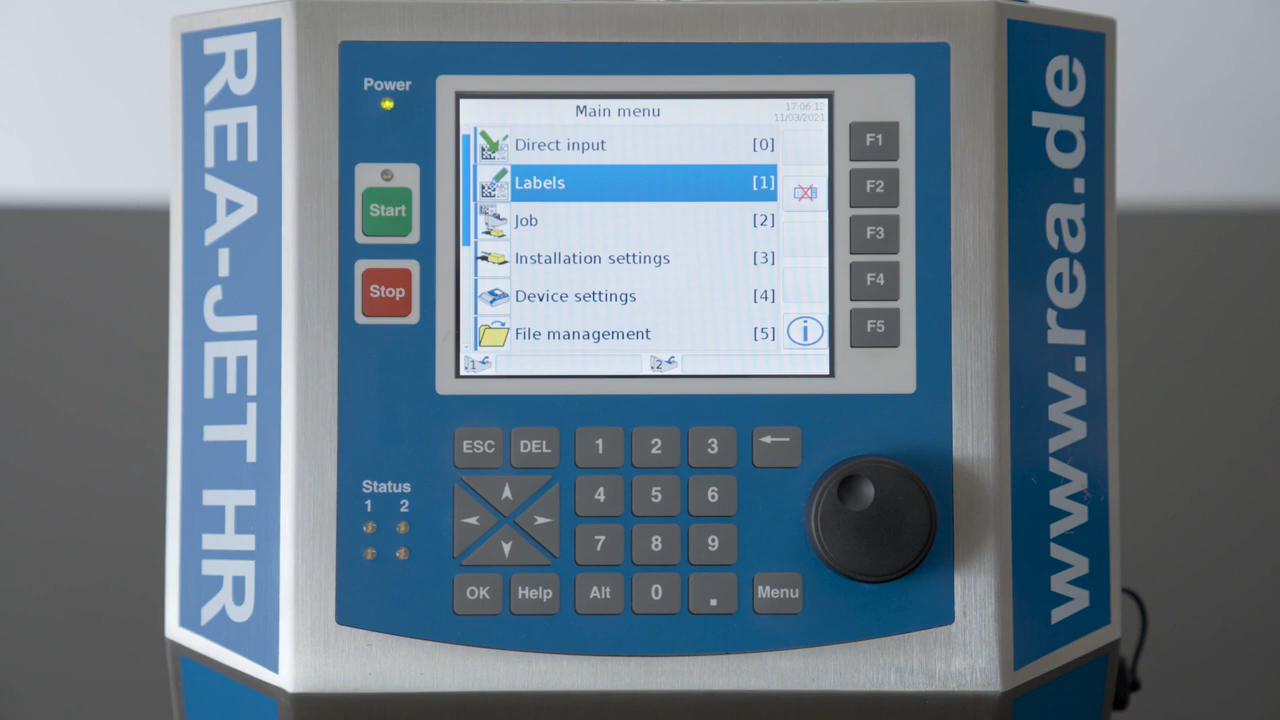 REA-JET HR
Power
Start
Stop
Main menu
17:06:12
11/03/2021
Direct input [0]
Labels [1]
Job [2]
Installation settings [3]
Device settings [4]
File management [5]
i
1
2
F1
F2
F3
F4
F5
ESC DEL 1 2 3
4 5 6
7 8 9
OK Help Alt 0 . Menu
Status
1 2
www.rea.de